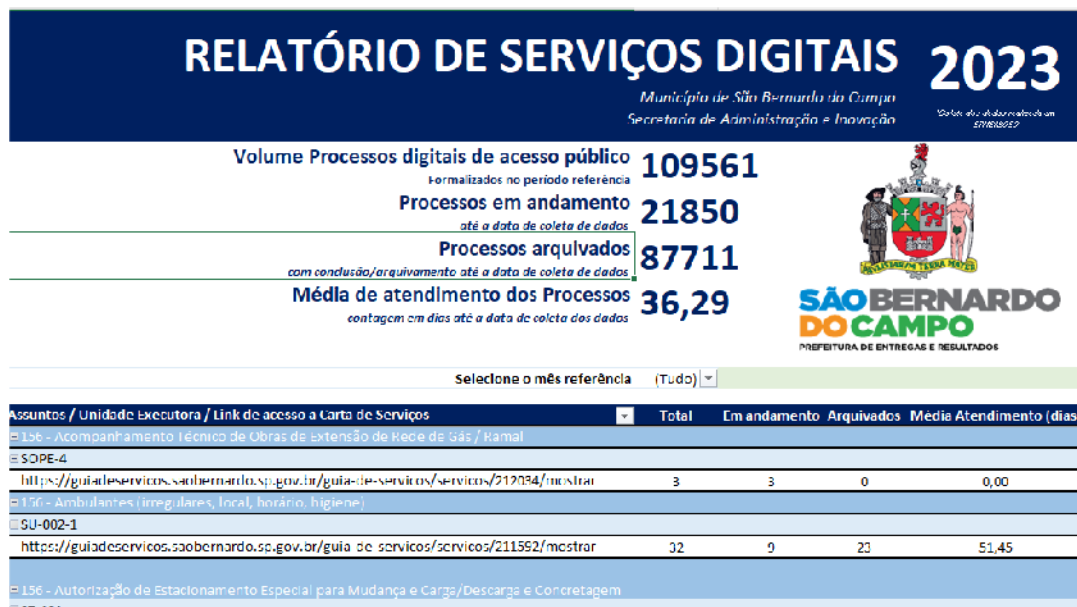 RELATÓRIO DE SERVIÇOS DIGITAIS 2023
Município de São Bernardo do Campo
Secretaria de Administração e Inovação
Volume Processos digitais de acesso público 109561
Formalizados no período referência
Processos em andamento 21850
até a data de coleta de dados
Processos arquivados 87711
com conclusão/arquivamento até a data de coleta de dados
Média de atendimento dos Processos 36,29
contagem em dias até a data de coleta dos dados
SÃO BERNARDO
DO CAMPO
PREFEITURA DE ENTREGAS E RESULTADOS
Selecione o mês referência (Tudo)
Assuntos / Unidade Executora / Link de acesso a Carta de Serviços Total Em andamento Arquivados Média Atendimento (dias
156 - Acompanhamento Técnico de Obras de Extensão de Rede de Gás / Ramal
SOPE-4
https://guiadeservicos.saobernardo.sp.gov.br/guia-de-servicos/servicos/212034/mostrar 3 3 0 0,00
156 - Ambulantes (irregulares, local, horário, higiene)
SU-002-1
https://guiadeservicos.saobernardo.sp.gov.br/guia-de-servicos/servicos/211592/mostrar 32 9 23 51,45
156 - Autorização de Estacionamento Especial para Mudança e Carga/Descarga e Concretagem